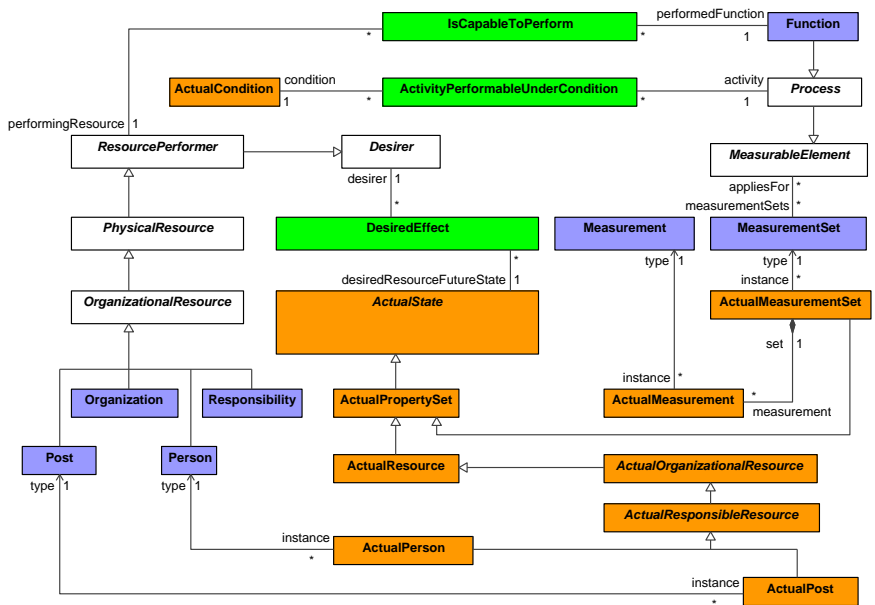 performedFunction
IsCapableToPerform
Function
* * 1
condition
activity
ActualCondition
ActivityPerformableUnderCondition
Process
1 * * 1
performingResource 1
ResourcePerformer
Desirer
MeasurableElement
desirer 1
appliesFor *
* measurementSets *
PhysicalResource
DesiredEffect
Measurement
MeasurementSet
*
type 1
type 1
desiredResourceFutureState 1
instance *
OrganizationalResource
ActualState
ActualMeasurementSet
set 1
instance *
Organization
Responsibility
ActualPropertySet
ActualMeasurement
*
measurement
Post
Person
ActualResource
ActualOrganizationalResource
type 1
type 1
ActualResponsibleResource
instance
*
ActualPerson
instance
*
ActualPost